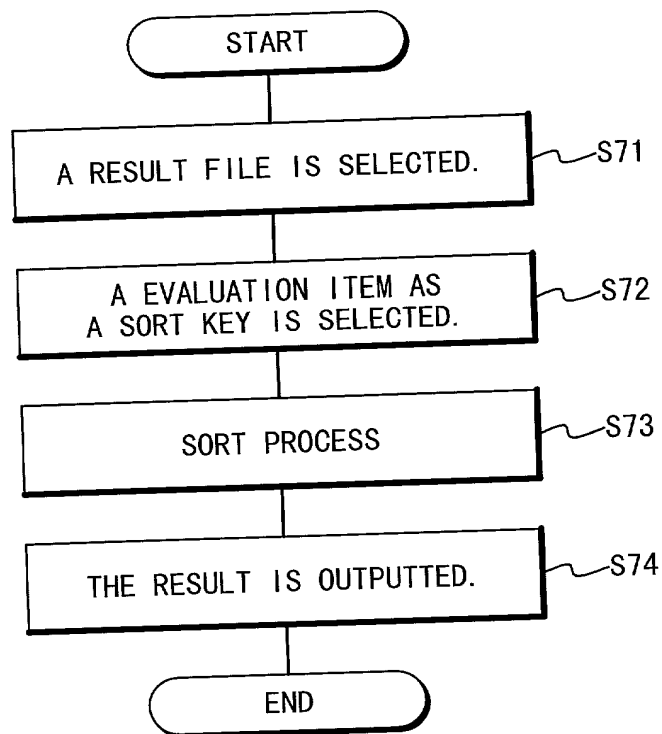 START
A RESULT FILE IS SELECTED.
S71
A EVALUATION ITEM AS
A SORT KEY IS SELECTED.
S72
SORT PROCESS
S73
THE RESULT IS OUTPUTTED.
S74
END